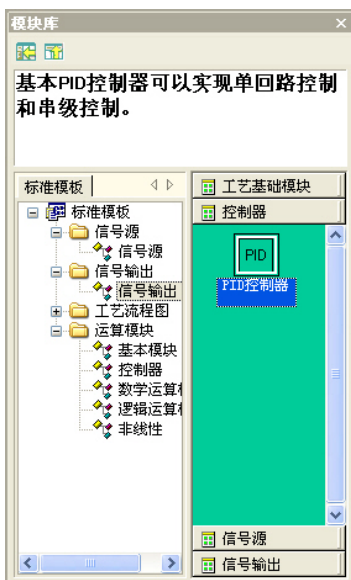 模块库
基本PID控制器可以实现单回路控制
和串级控制。
标准模板
标准模板
信号源
信号源
信号输出
信号输出
工艺流程图
运算模块
基本模块
控制器
数学运算
逻辑运算
非线性
工艺基础模块
控制器
PID
PID控制器
信号源
信号输出